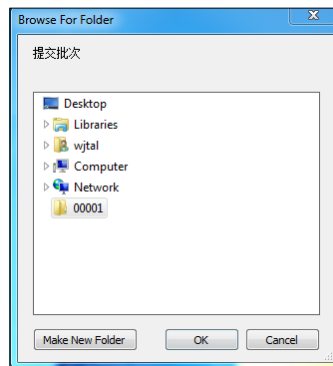 Browse For Folder
提交批次
Desktop
Libraries
wjtal
Computer
Network
00001
Make New Folder
OK
Cancel